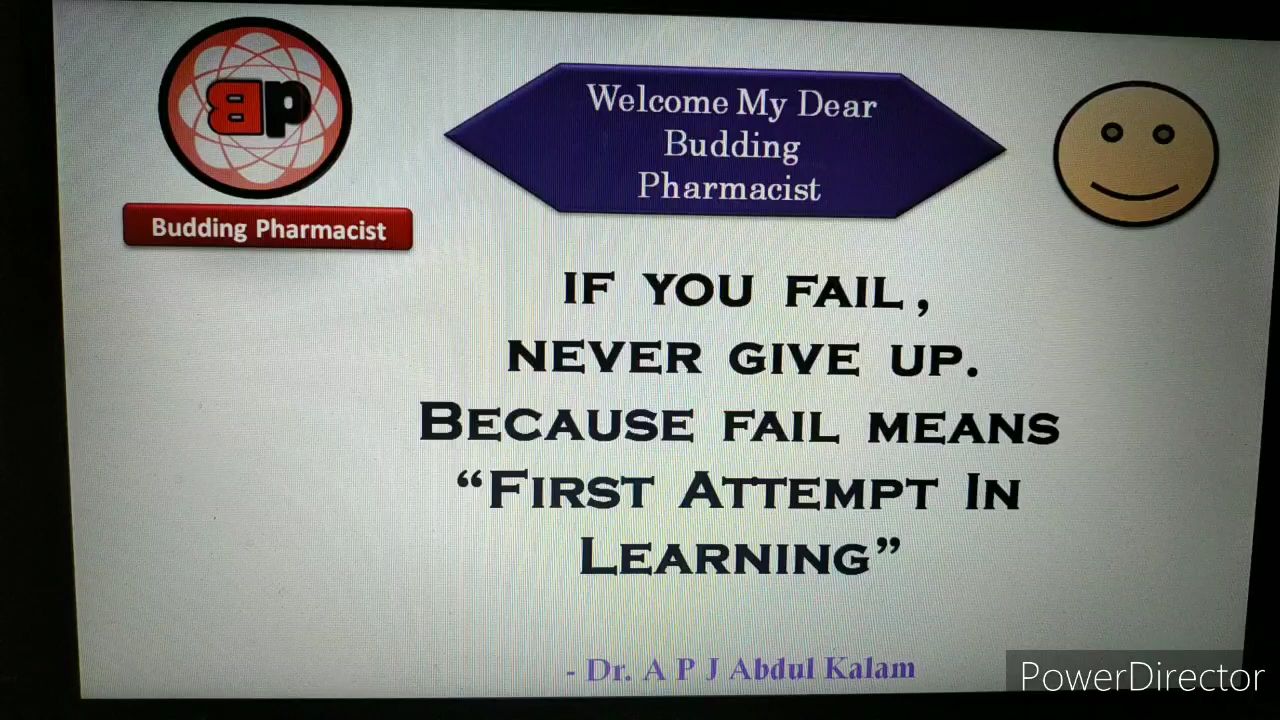 BP
Budding Pharmacist
Welcome My Dear
Budding
Pharmacist
IF YOU FAIL,
NEVER GIVE UP.
BECAUSE FAIL MEANS
“FIRST ATTEMPT IN
LEARNING”
- Dr. A P J Abdul Kalam
PowerDirector